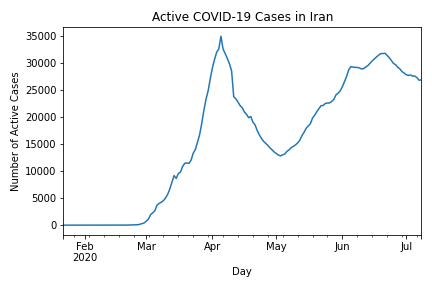 Active COVID-19 Cases in Iran
Number of Active Cases
35000
30000
25000
20000
15000
10000
5000
0
Feb Mar Apr May Jun Jul
2020
Day